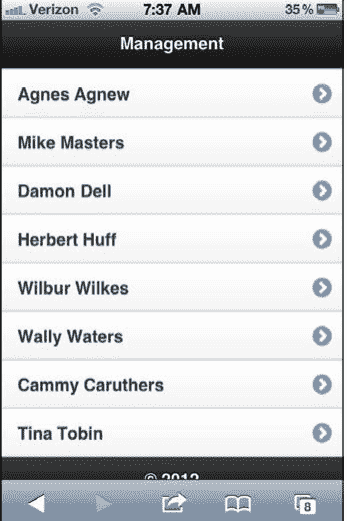 Verizon 7:37 AM 35%
Management
Agnes Agnew
Mike Masters
Damon Dell
Herbert Huff
Wilbur Wilkes
Wally Waters
Cammy Caruthers
Tina Tobin
© 2012
8